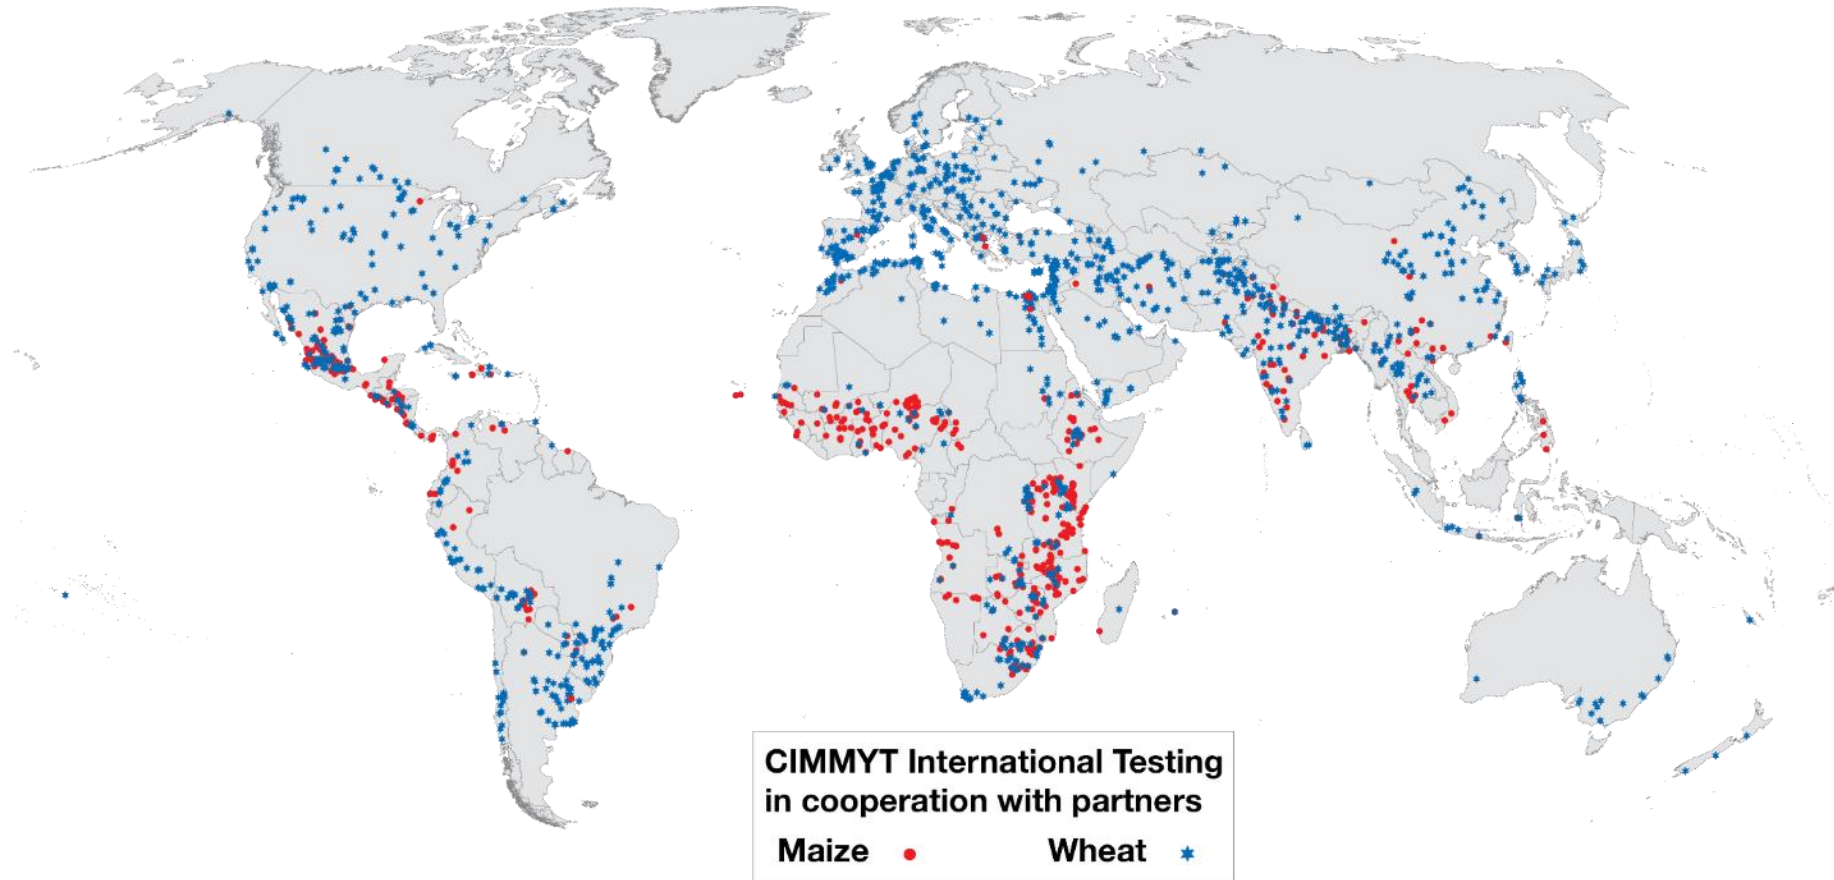 CIMMYT International Testing
in cooperation with partners
Maize Wheat